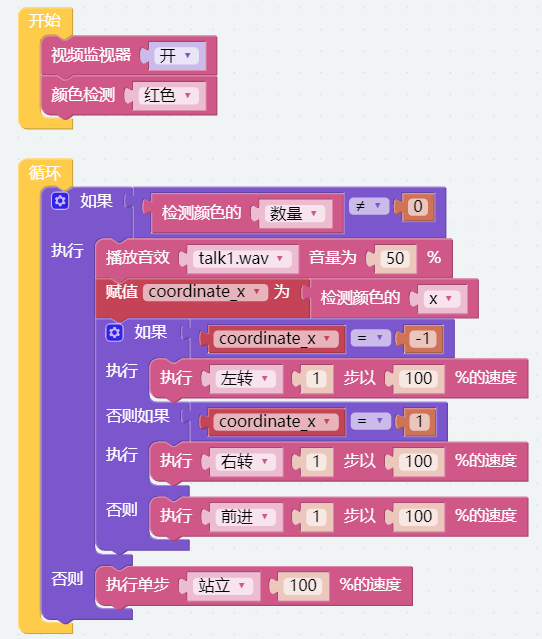 开始
视频监视器 开
颜色检测 红色
循环
如果 检测颜色的 数量 ≠ 0
执行 播放音效 talk1.wav 音量为 50 %
赋值 coordinate_x 为 检测颜色的 x
如果 coordinate_x = -1
执行 执行 左转 1 步以 100 %的速度
否则如果 coordinate_x = 1
执行 执行 右转 1 步以 100 %的速度
否则 执行 前进 1 步以 100 %的速度
否则 执行单步 站立 100 %的速度